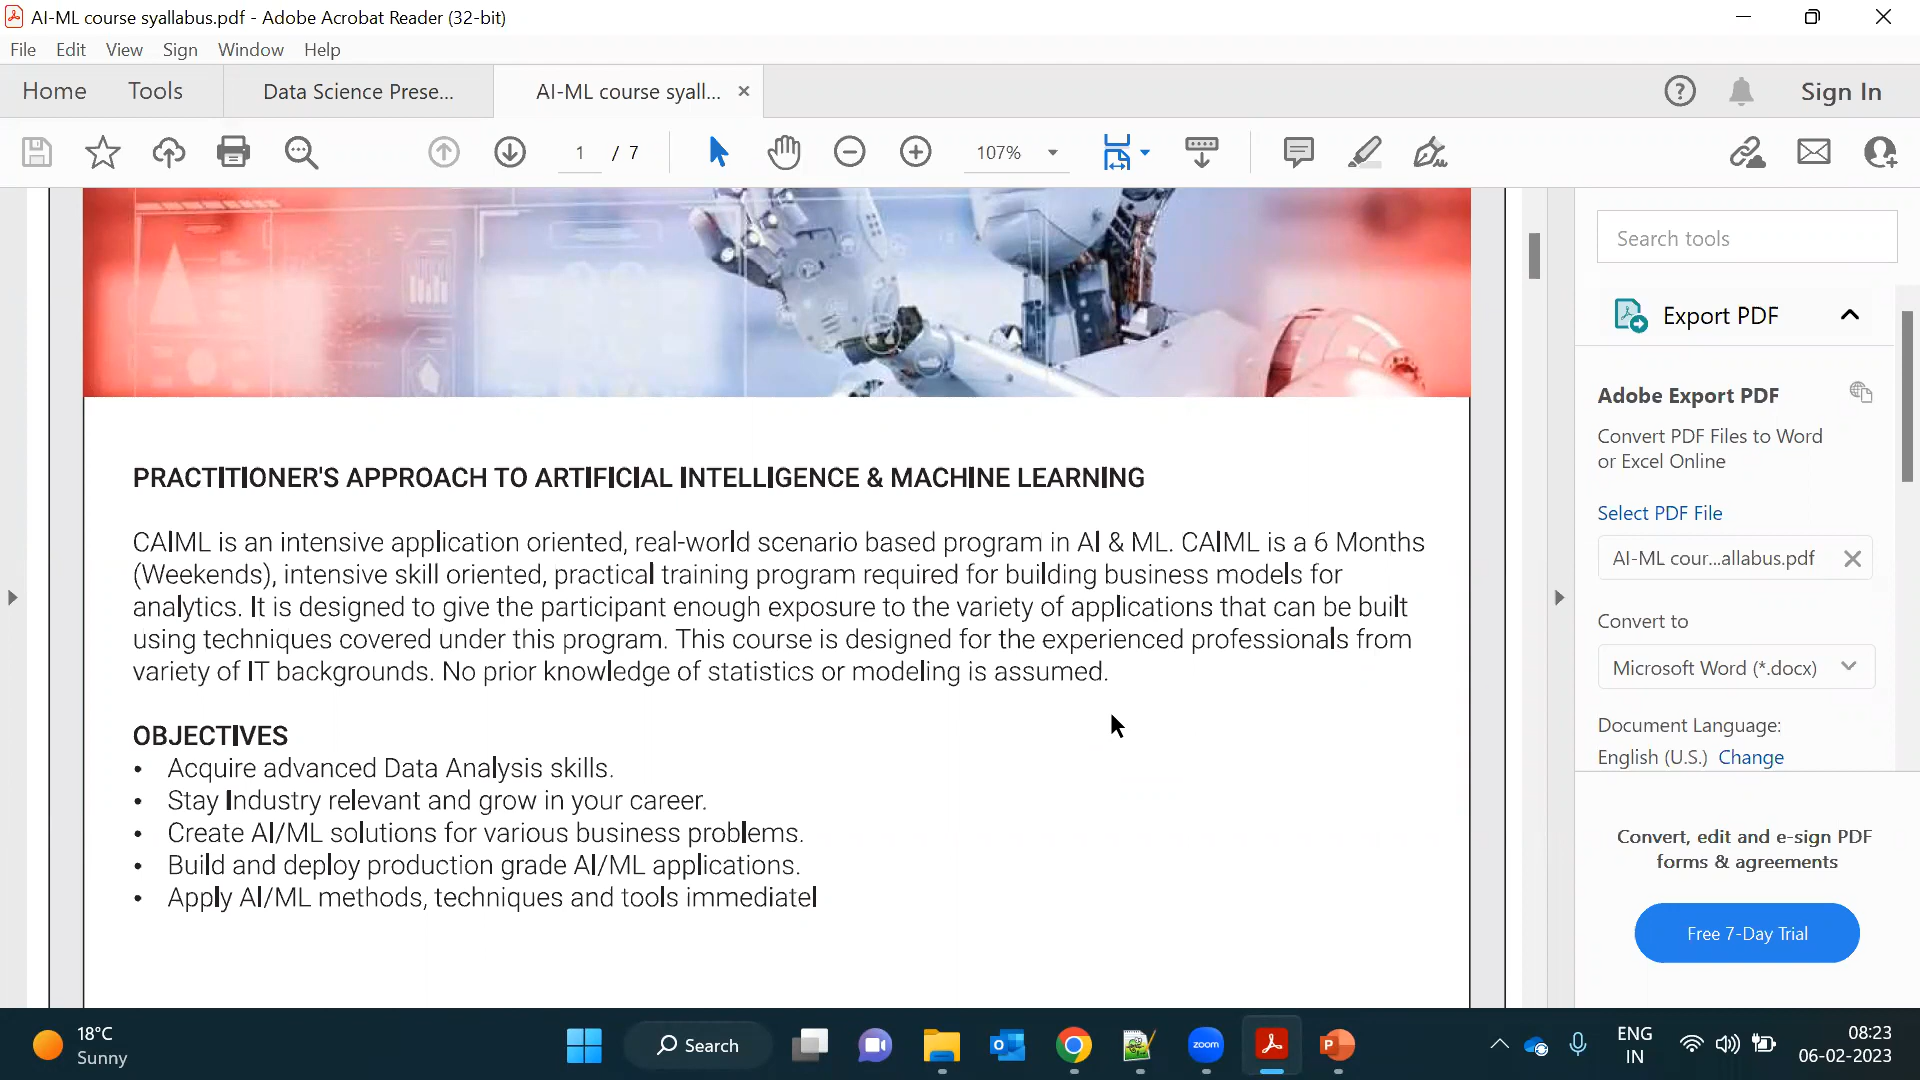 AI-ML course syallabus.pdf - Adobe Acrobat Reader (32-bit)
File Edit View Sign Window Help
Home Tools Data Science Prese... AI-ML course syall... Sign In
1 / 7 107%
Search tools
Export PDF
Adobe Export PDF
Convert PDF Files to Word
or Excel Online
Select PDF File
AI-ML cour...allabus.pdf
Convert to
Microsoft Word (*.docx)
Document Language:
English (U.S.) Change
Convert, edit and e-sign PDF
forms & agreements
Free 7-Day Trial
PRACTITIONER'S APPROACH TO ARTIFICIAL INTELLIGENCE & MACHINE LEARNING
CAIML is an intensive application oriented, real-world scenario based program in AI & ML. CAIML is a 6 Months
(Weekends), intensive skill oriented, practical training program required for building business models for
analytics. It is designed to give the participant enough exposure to the variety of applications that can be built
using techniques covered under this program. This course is designed for the experienced professionals from
variety of IT backgrounds. No prior knowledge of statistics or modeling is assumed.
OBJECTIVES
• Acquire advanced Data Analysis skills.
• Stay Industry relevant and grow in your career.
• Create AI/ML solutions for various business problems.
• Build and deploy production grade AI/ML applications.
• Apply AI/ML methods, techniques and tools immediatel
18°C
Sunny
Search
zoom
ENG
IN
08:23
06-02-2023